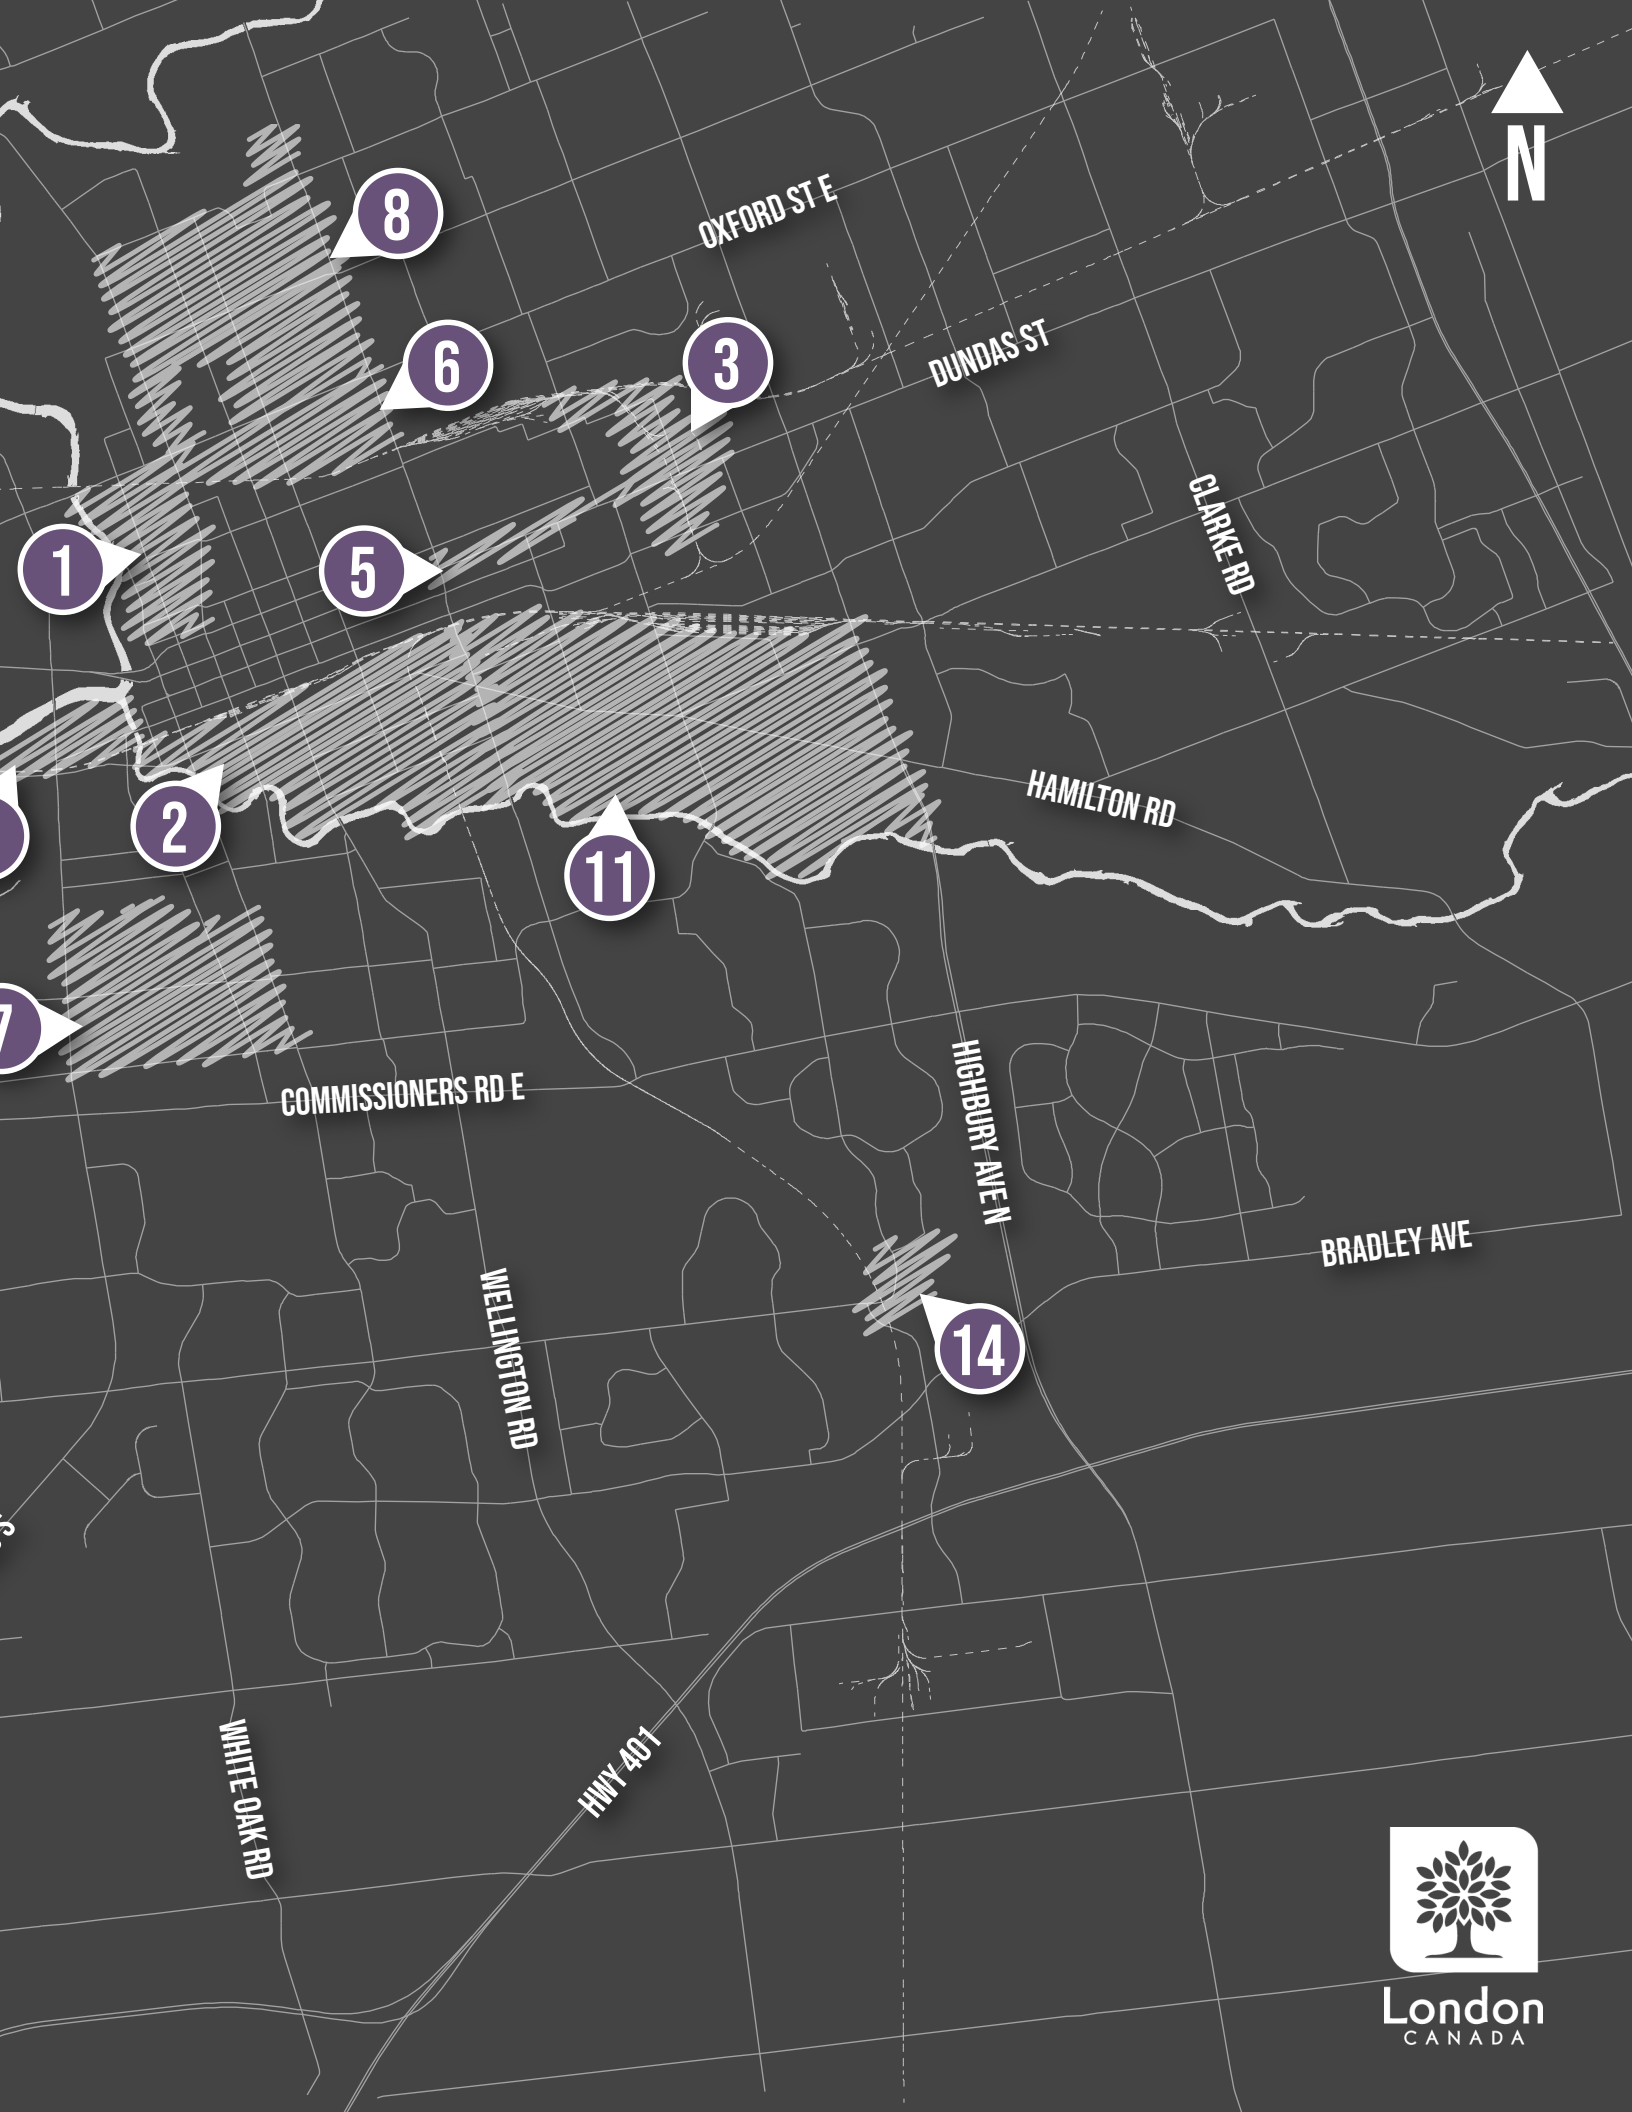 N
8
OXFORD ST E
6
3
DUNDAS ST
1
5
CLARKE RD
2
HAMILTON RD
11
7
COMMISSIONERS RD E
HIGHBURY AVE N
BRADLEY AVE
WELLINGTON RD
14
WHITE OAK RD
HWY 401
London
CANADA